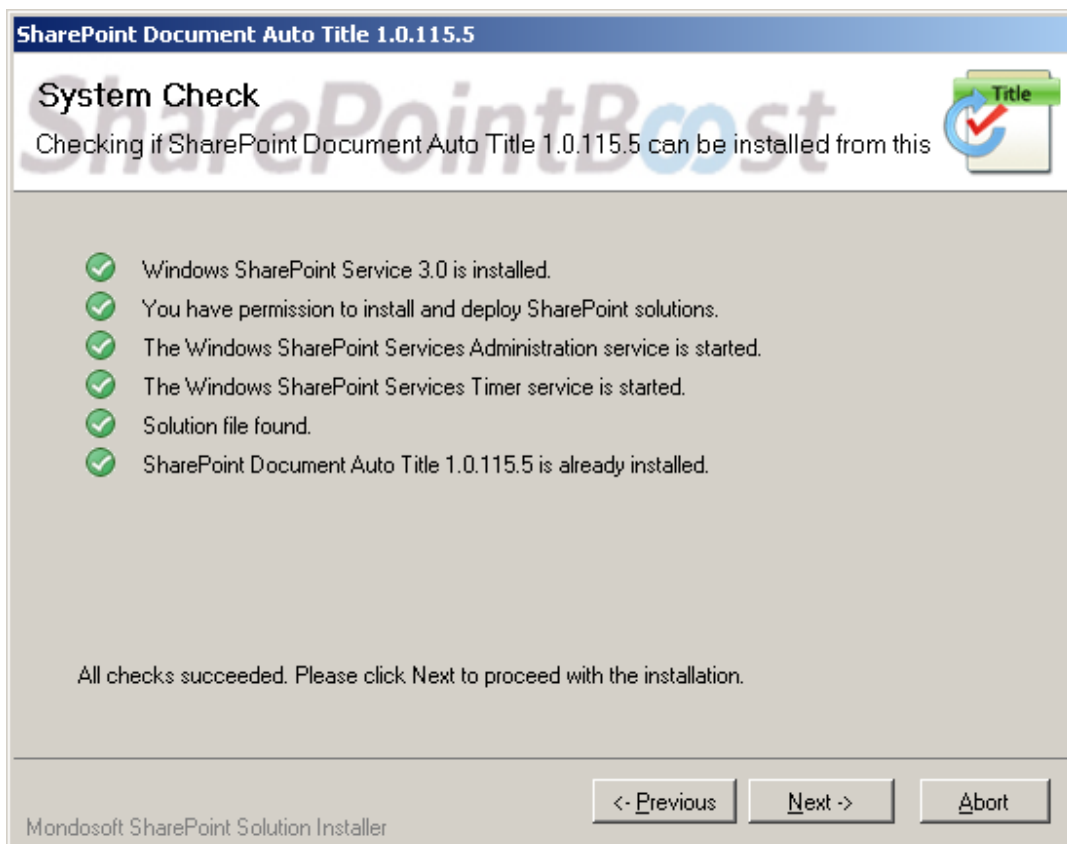 SharePoint Document Auto Title 1.0.115.5
SharePointBoost
System Check
Title
Checking if SharePoint Document Auto Title 1.0.115.5 can be installed from this
Windows SharePoint Service 3.0 is installed.
You have permission to install and deploy SharePoint solutions.
The Windows SharePoint Services Administration service is started.
The Windows SharePoint Services Timer service is started.
Solution file found.
SharePoint Document Auto Title 1.0.115.5 is already installed.
All checks succeeded. Please click Next to proceed with the installation.
<- Previous
Next ->
Abort
Mondosoft SharePoint Solution Installer